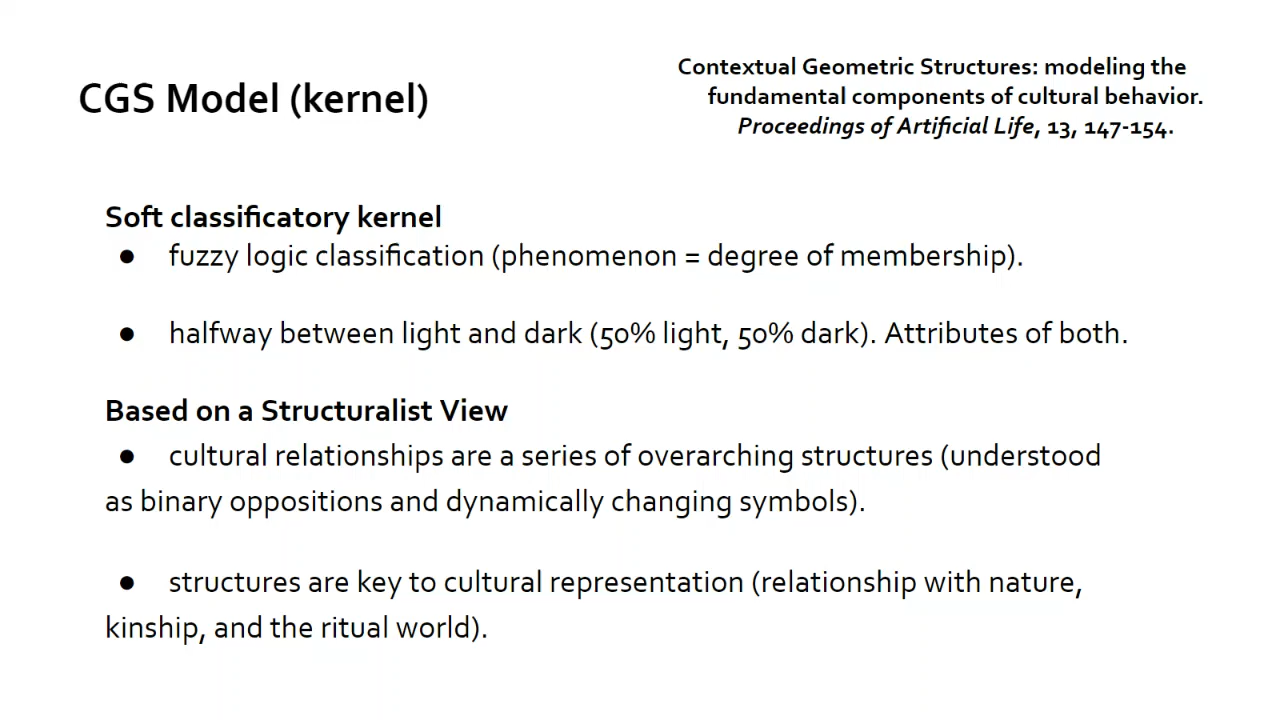 CGS Model (kernel)
Contextual Geometric Structures: modeling the
fundamental components of cultural behavior.
Proceedings of Artificial Life, 13, 147-154.
Soft classificatory kernel
● fuzzy logic classification (phenomenon = degree of membership).
● halfway between light and dark (50% light, 50% dark). Attributes of both.
Based on a Structuralist View
● cultural relationships are a series of overarching structures (understood
as binary oppositions and dynamically changing symbols).
● structures are key to cultural representation (relationship with nature,
kinship, and the ritual world).